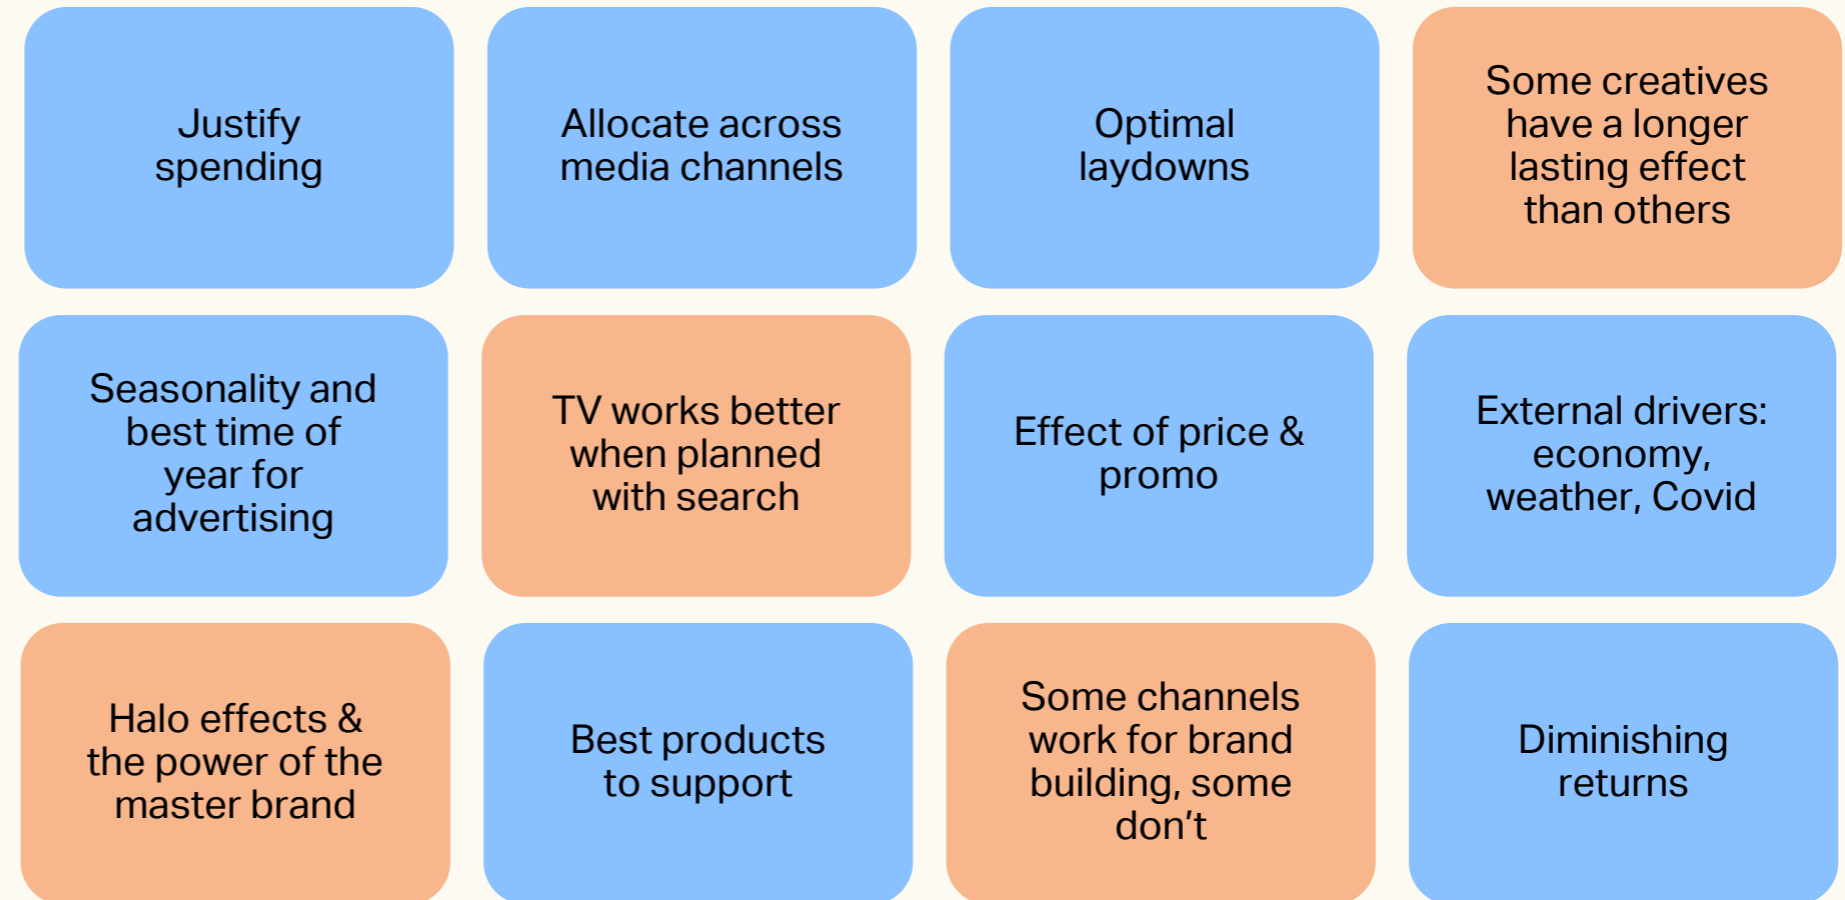 Justify
spending
Allocate across
media channels
Optimal
laydowns
Some creatives
have a longer
lasting effect
than others
Seasonality and
best time of
year for
advertising
TV works better
when planned
with search
Effect of price &
promo
External drivers:
economy,
weather, Covid
Halo effects &
the power of the
master brand
Best products
to support
Some channels
work for brand
building, some
don’t
Diminishing
returns